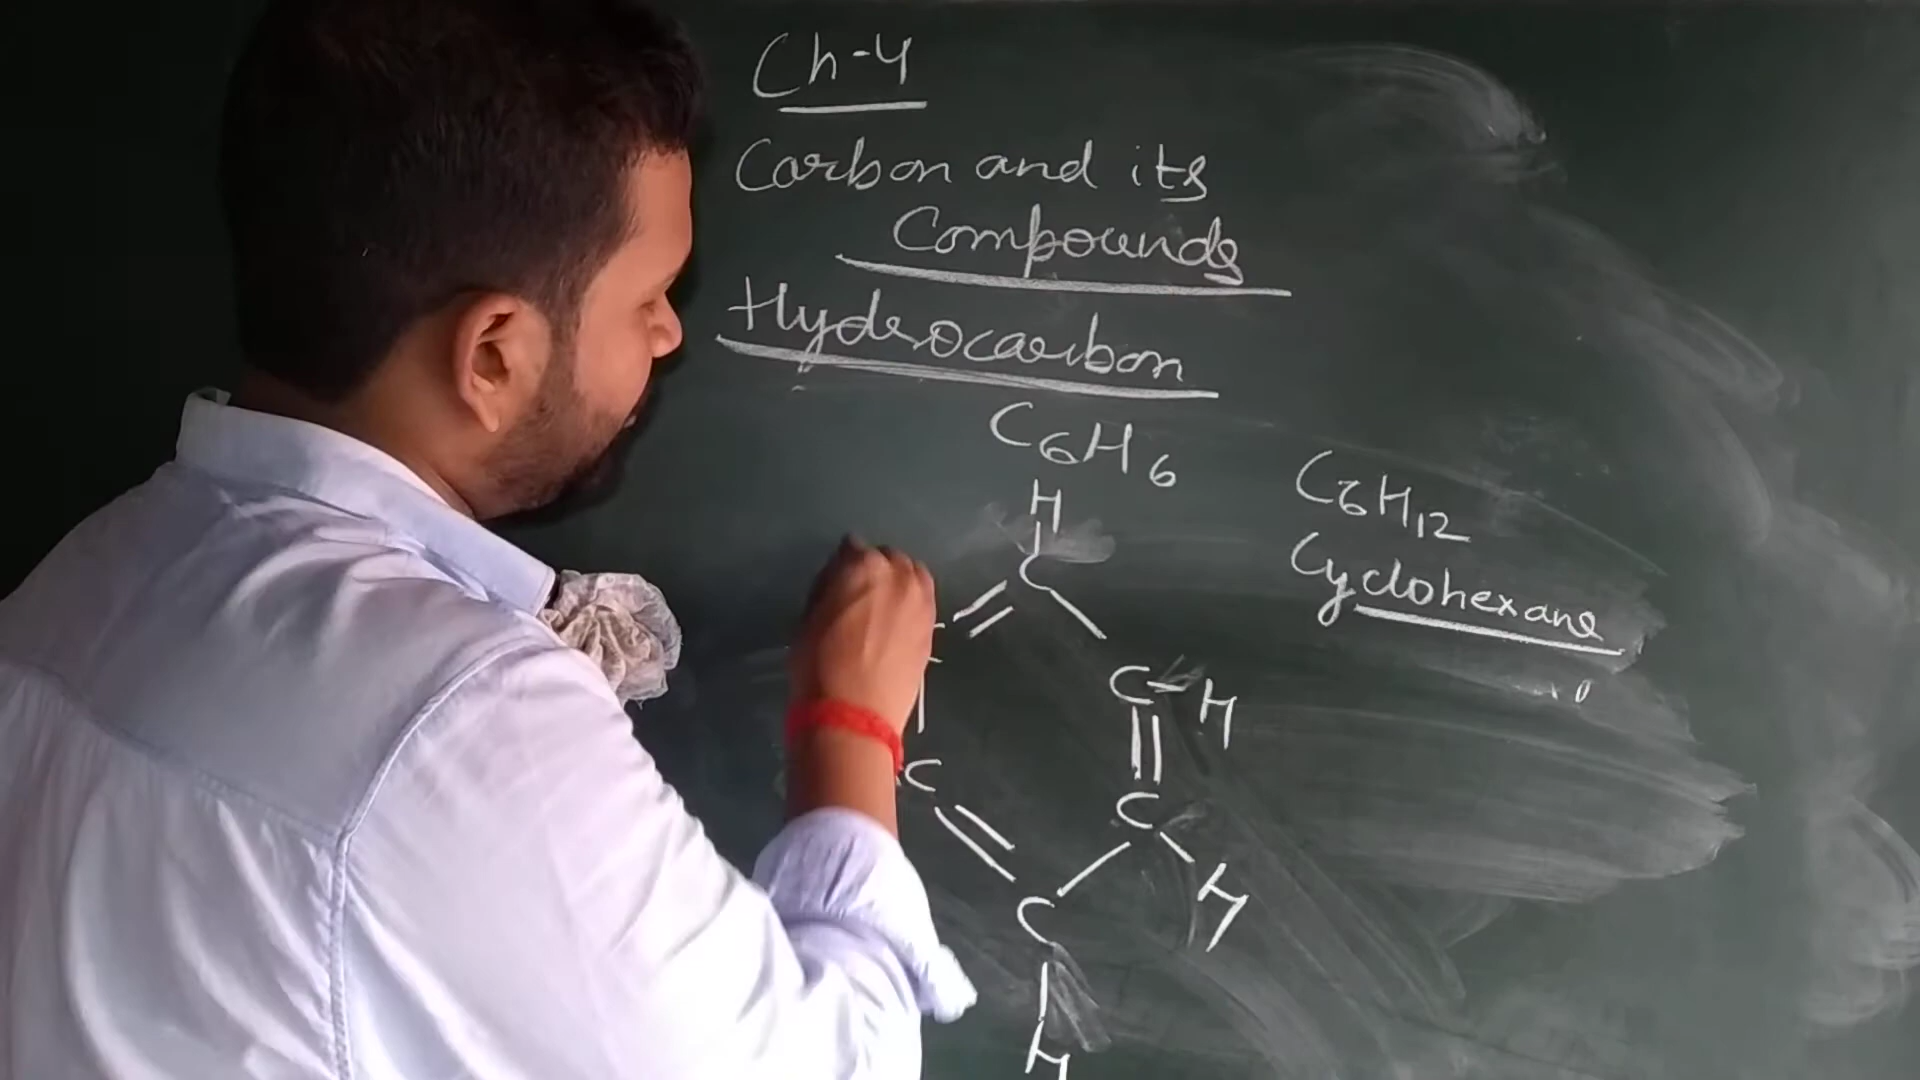 Ch-4
Carbon and its
Compounds
Hydrocarbon
C6H6
C6H12
Cyclohexane
H
C
C-H
C
C
H
C
H